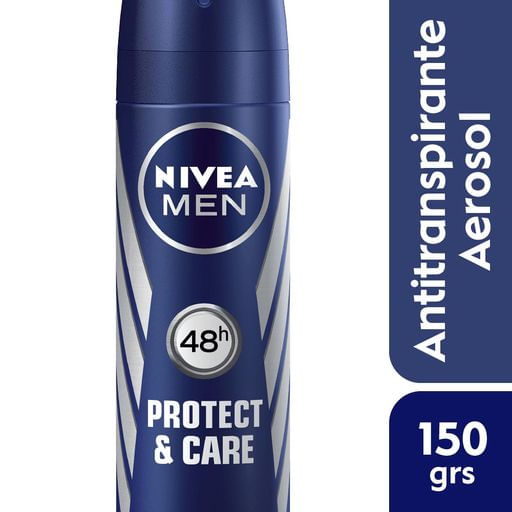 NIVEA
MEN
48h
PROTECT
& CARE
Antitranspirante
Aerosol
150
grs